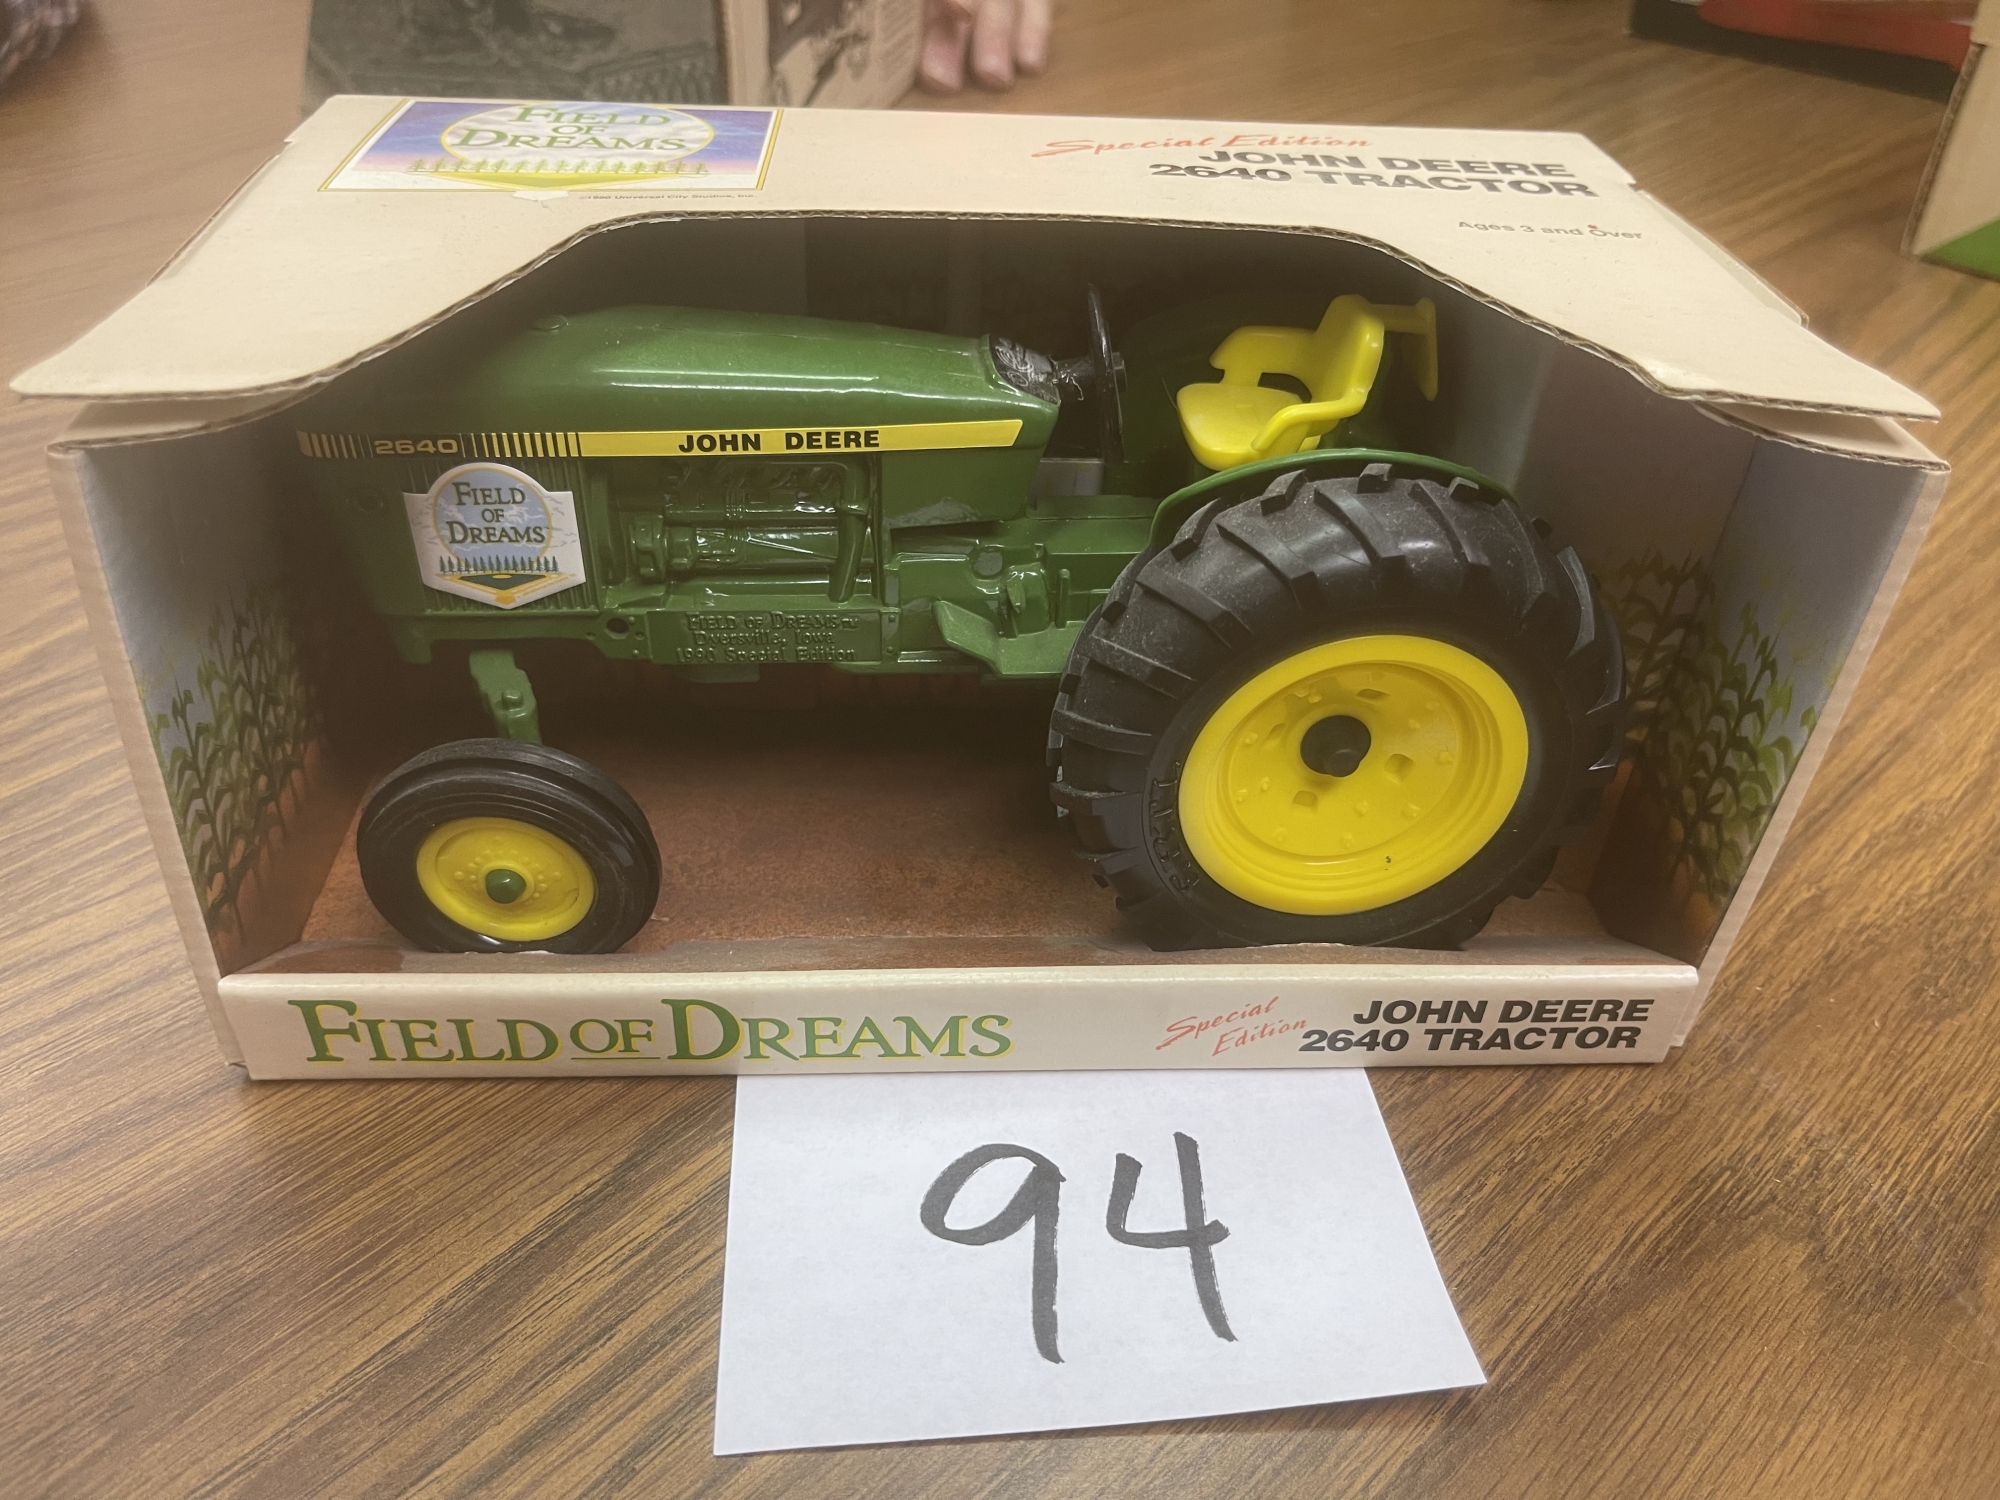 FIELD
OF
DREAMS
Special Edition
JOHN DEERE
2640 TRACTOR
Ages 3 and Over
2640
JOHN DEERE
FIELD
OF
DREAMS
FIELD OF DREAMS TM
Dyersville, Iowa
1990 Special Edition
FIELD OF DREAMS
Special
Edition
JOHN DEERE
2640 TRACTOR
94